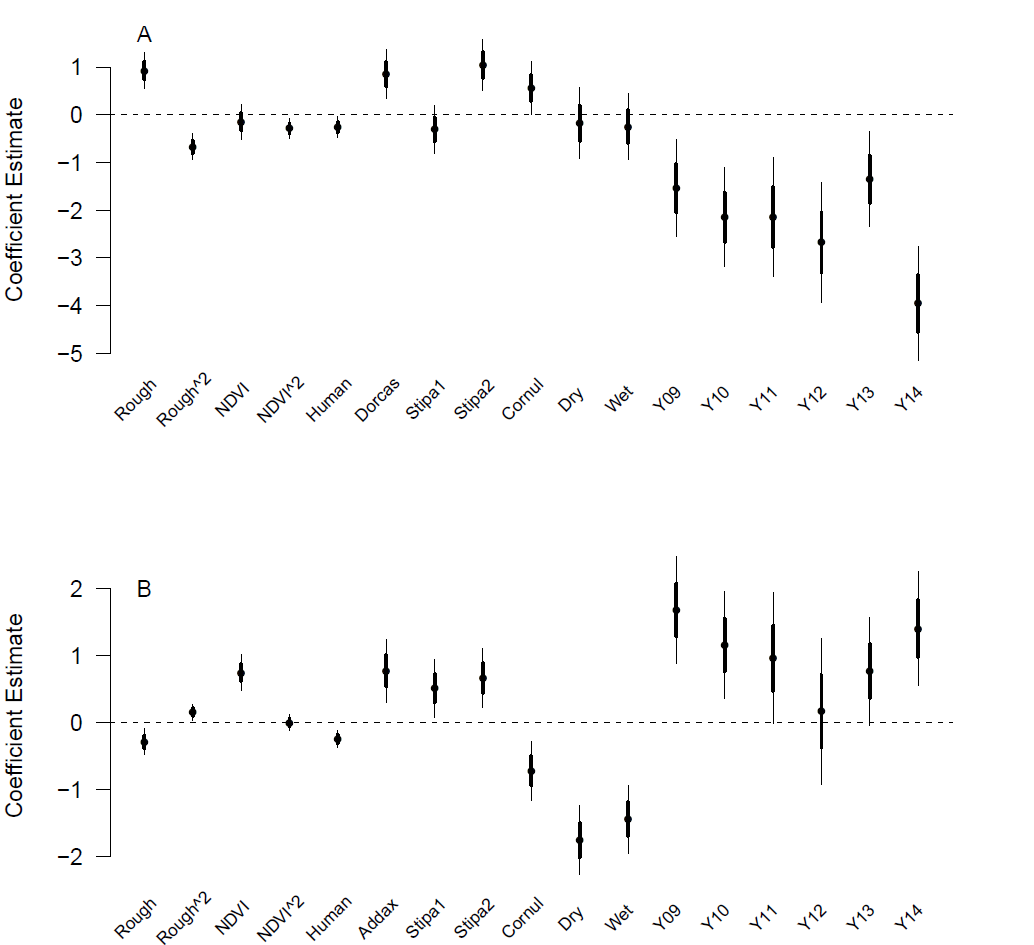 A
Coefficient Estimate
1
0
−1
−2
−3
−4
−5
Rough Rough^2 NDVI NDVI^2 Human Dorcas Stipa1 Stipa2 Cornul Dry Wet Y09 Y10 Y11 Y12 Y13 Y14
B
Coefficient Estimate
2
1
0
−1
−2
Rough Rough^2 NDVI NDVI^2 Human Addax Stipa1 Stipa2 Cornul Dry Wet Y09 Y10 Y11 Y12 Y13 Y14